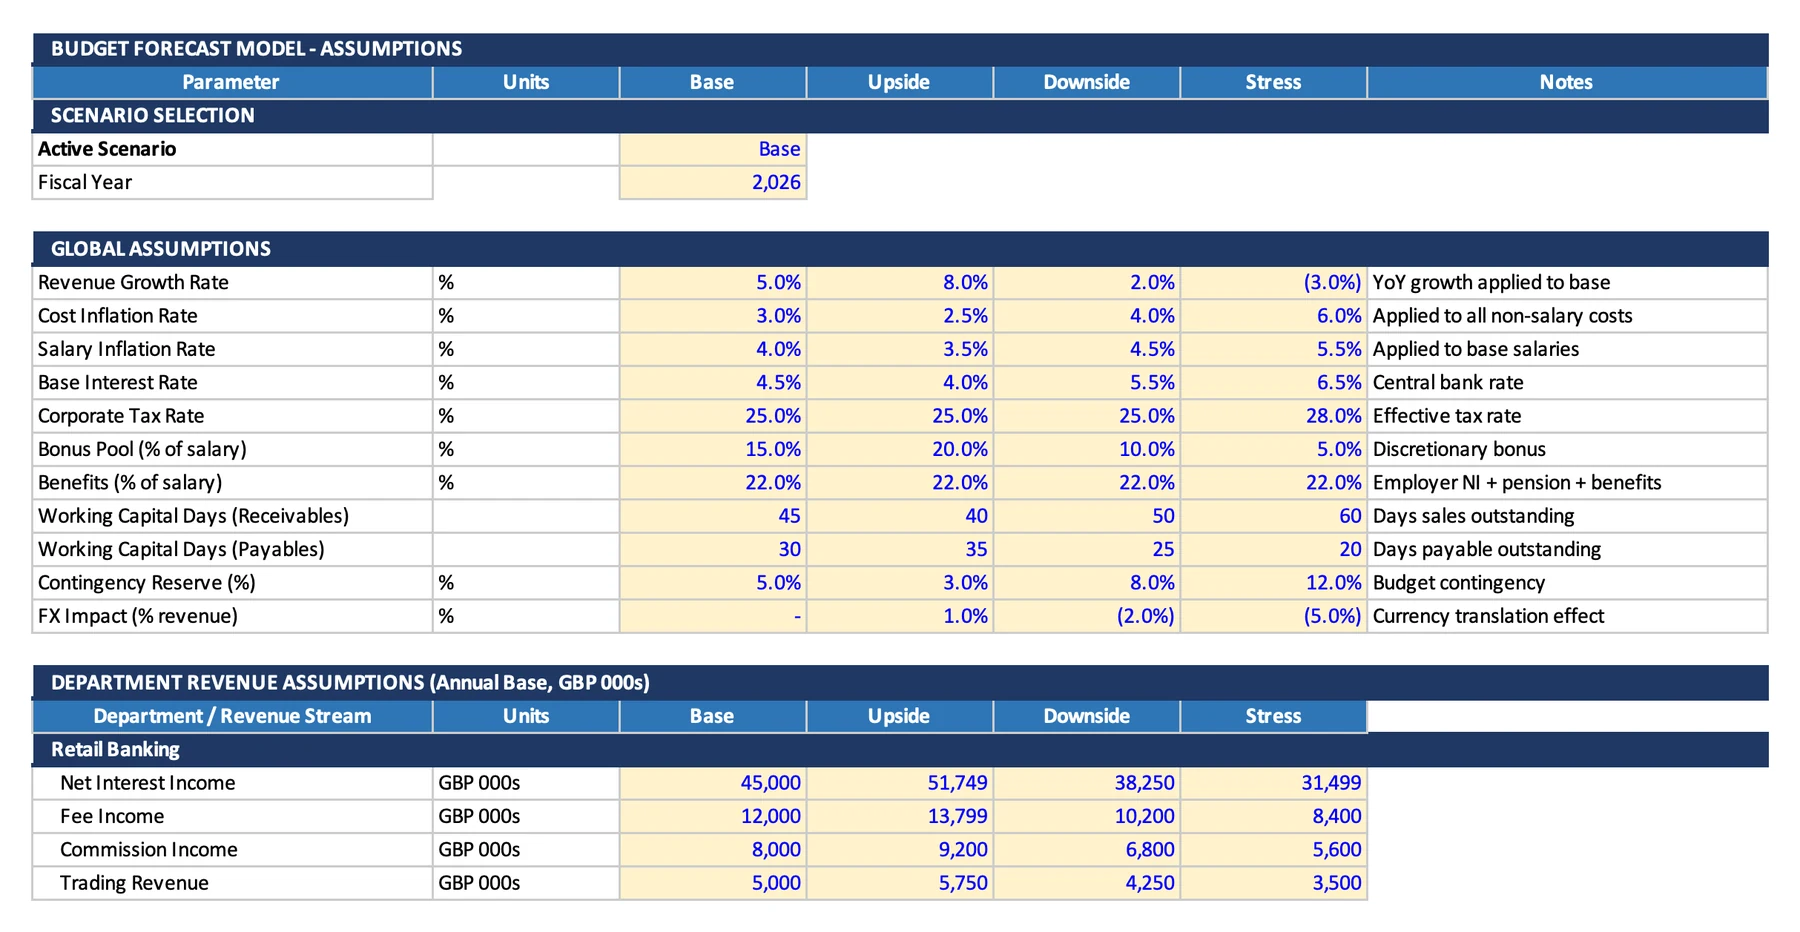 BUDGET FORECAST MODEL - ASSUMPTIONS
Parameter Units Base Upside Downside Stress Notes
SCENARIO SELECTION
Active Scenario Base
Fiscal Year 2,026
GLOBAL ASSUMPTIONS
Revenue Growth Rate % 5.0% 8.0% 2.0% (3.0%) YoY growth applied to base
Cost Inflation Rate % 3.0% 2.5% 4.0% 6.0% Applied to all non-salary costs
Salary Inflation Rate % 4.0% 3.5% 4.5% 5.5% Applied to base salaries
Base Interest Rate % 4.5% 4.0% 5.5% 6.5% Central bank rate
Corporate Tax Rate % 25.0% 25.0% 25.0% 28.0% Effective tax rate
Bonus Pool (% of salary) % 15.0% 20.0% 10.0% 5.0% Discretionary bonus
Benefits (% of salary) % 22.0% 22.0% 22.0% 22.0% Employer NI + pension + benefits
Working Capital Days (Receivables) 45 40 50 60 Days sales outstanding
Working Capital Days (Payables) 30 35 25 20 Days payable outstanding
Contingency Reserve (%) % 5.0% 3.0% 8.0% 12.0% Budget contingency
FX Impact (% revenue) % - 1.0% (2.0%) (5.0%) Currency translation effect
DEPARTMENT REVENUE ASSUMPTIONS (Annual Base, GBP 000s)
Department / Revenue Stream Units Base Upside Downside Stress
Retail Banking
Net Interest Income GBP 000s 45,000 51,749 38,250 31,499
Fee Income GBP 000s 12,000 13,799 10,200 8,400
Commission Income GBP 000s 8,000 9,200 6,800 5,600
Trading Revenue GBP 000s 5,000 5,750 4,250 3,500